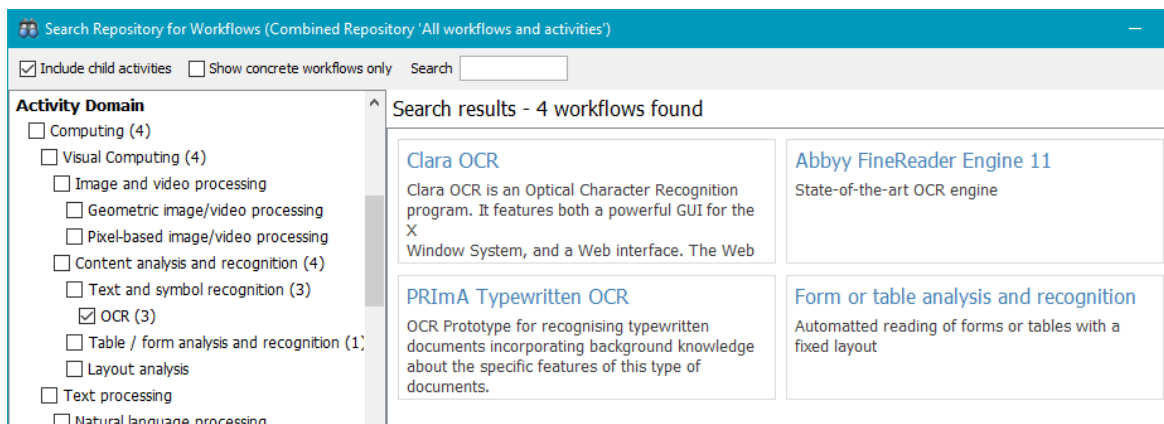 Search Repository for Workflows (Combined Repository 'All workflows and activities')
Include child activities Show concrete workflows only Search
Activity Domain
Computing (4)
Visual Computing (4)
Image and video processing
Geometric image/video processing
Pixel-based image/video processing
Content analysis and recognition (4)
Text and symbol recognition (3)
OCR (3)
Table / form analysis and recognition (1)
Layout analysis
Text processing
Natural language processing
Search results - 4 workflows found
Clara OCR
Clara OCR is an Optical Character Recognition
program. It features both a powerful GUI for the
X
Window System, and a Web interface. The Web
Abbyy FineReader Engine 11
State-of-the-art OCR engine
PRImA Typewritten OCR
OCR Prototype for recognising typewritten
documents incorporating background knowledge
about the specific features of this type of
documents.
Form or table analysis and recognition
Automatted reading of forms or tables with a
fixed layout